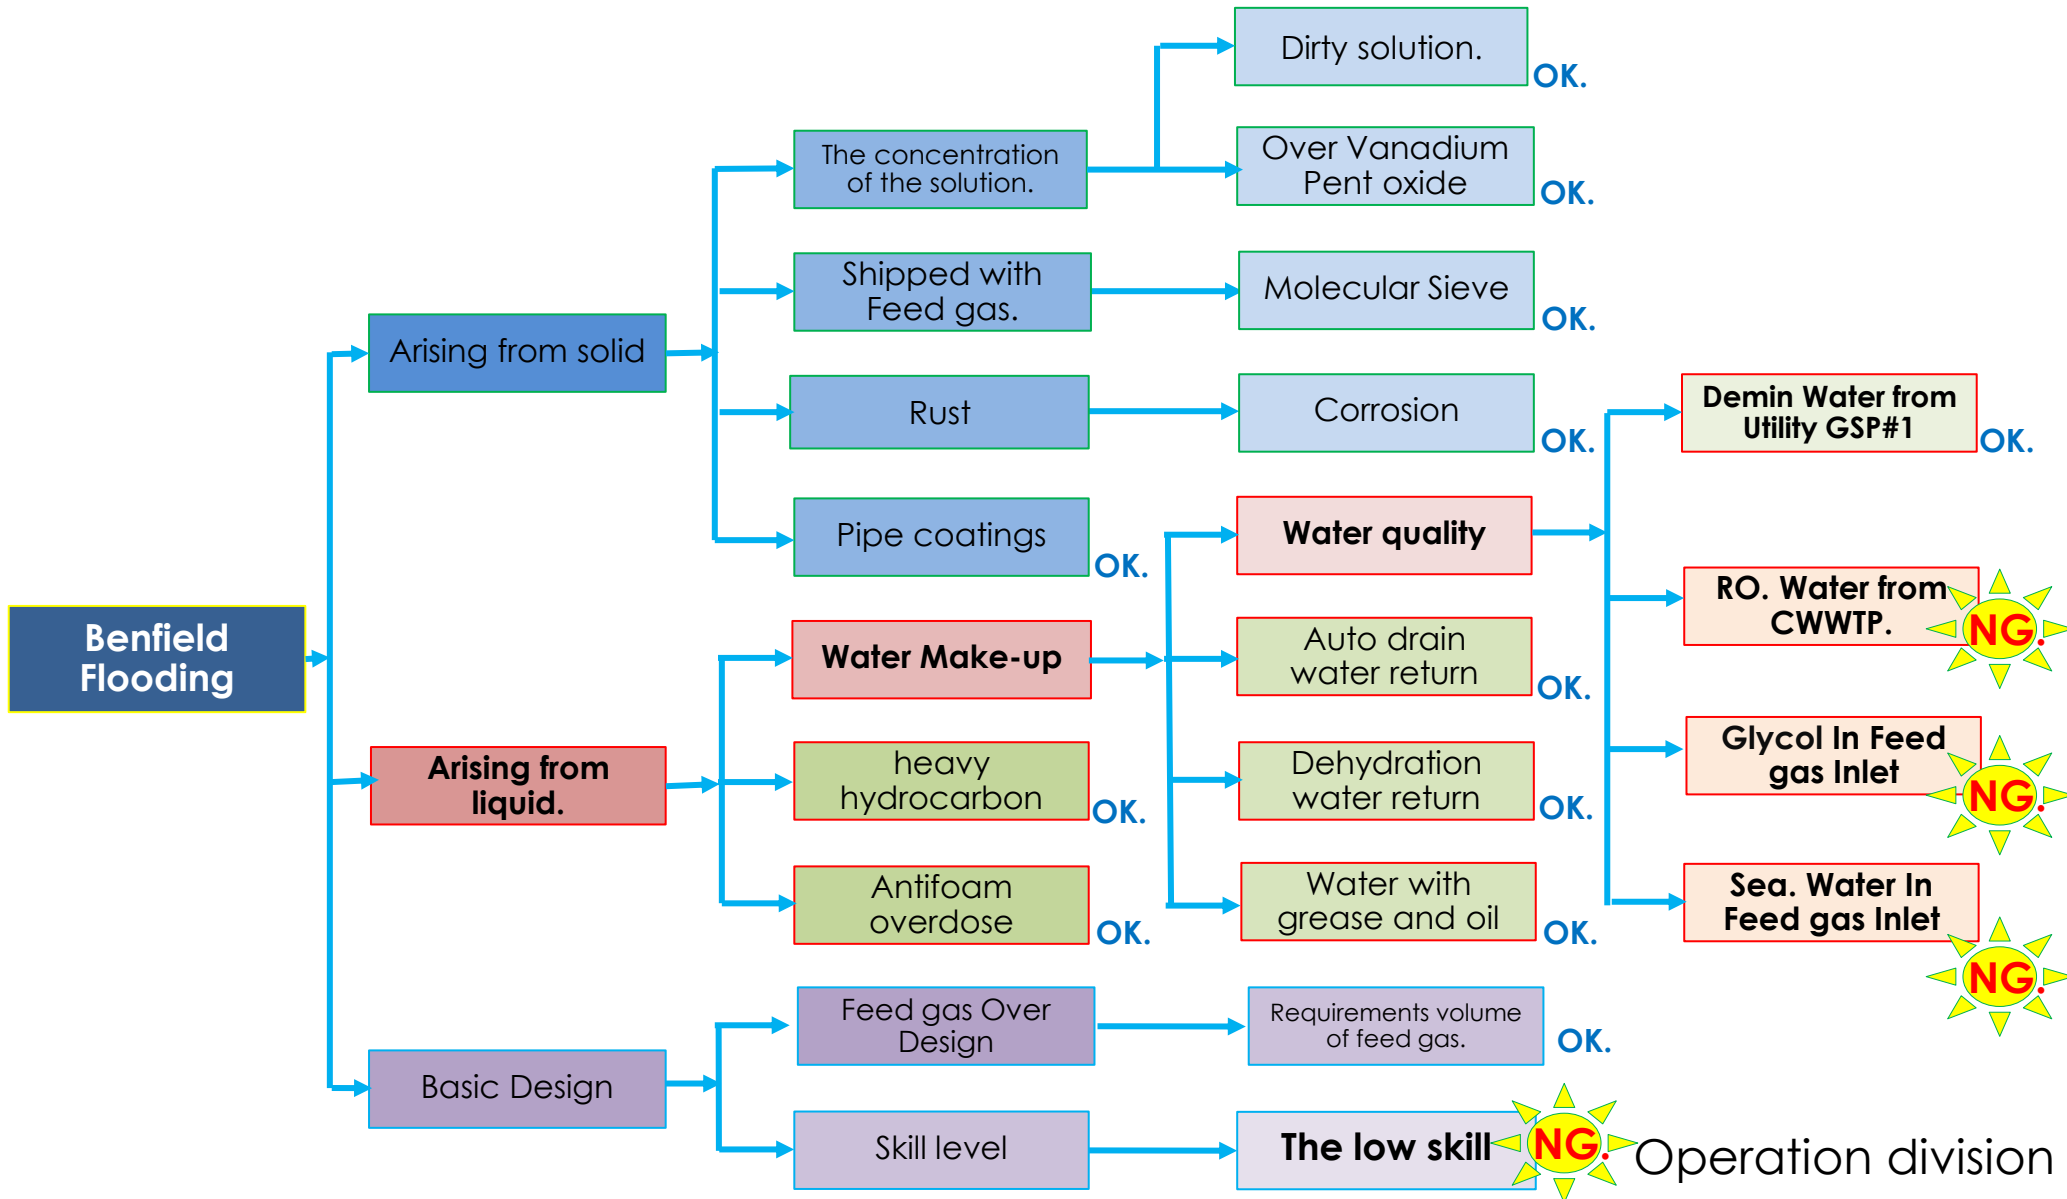 Benfield
Flooding
Arising from solid
Arising from
liquid.
Basic Design
The concentration
of the solution.
Shipped with
Feed gas.
Rust
Pipe coatings
OK.
Water Make-up
heavy
hydrocarbon
OK.
Antifoam
overdose
OK.
Feed gas Over
Design
Skill level
Dirty solution.
OK.
Over Vanadium
Pent oxide
OK.
Molecular Sieve
OK.
Corrosion
OK.
Water quality
Auto drain
water return
OK.
Dehydration
water return
OK.
Water with
grease and oil
OK.
Requirements volume
of feed gas.
OK.
The low skill
NG.
Operation division
Demin Water from
Utility GSP#1
OK.
RO. Water from
CWWTP.
NG.
Glycol In Feed
gas Inlet
NG.
Sea. Water In
Feed gas Inlet
NG.